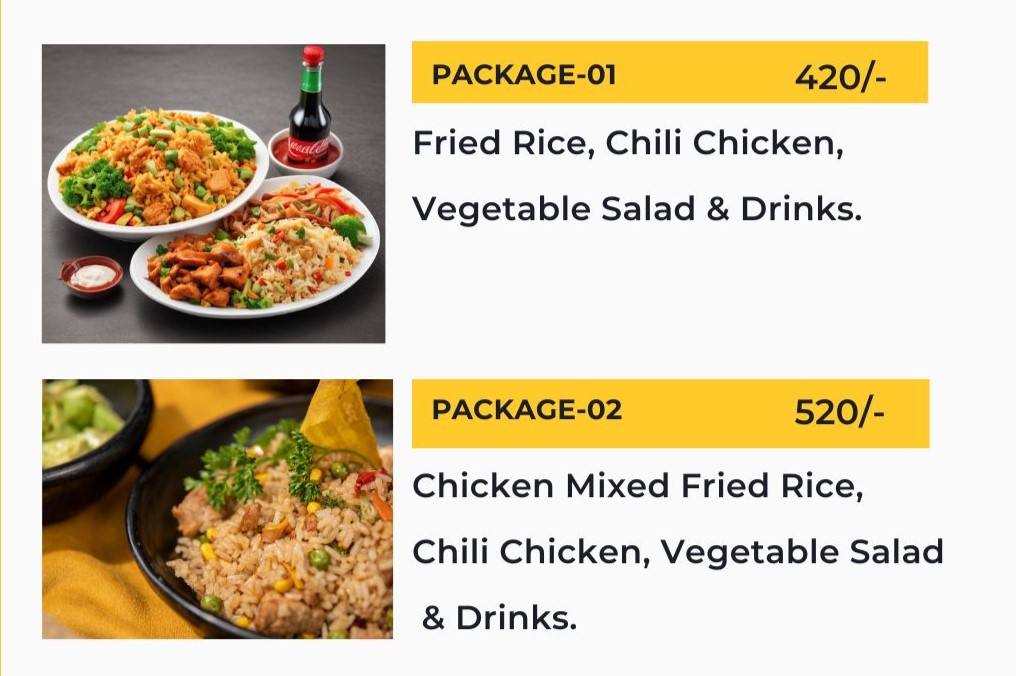 PACKAGE-01 420/-
Fried Rice, Chili Chicken,
Vegetable Salad & Drinks.
PACKAGE-02 520/-
Chicken Mixed Fried Rice,
Chili Chicken, Vegetable Salad
& Drinks.